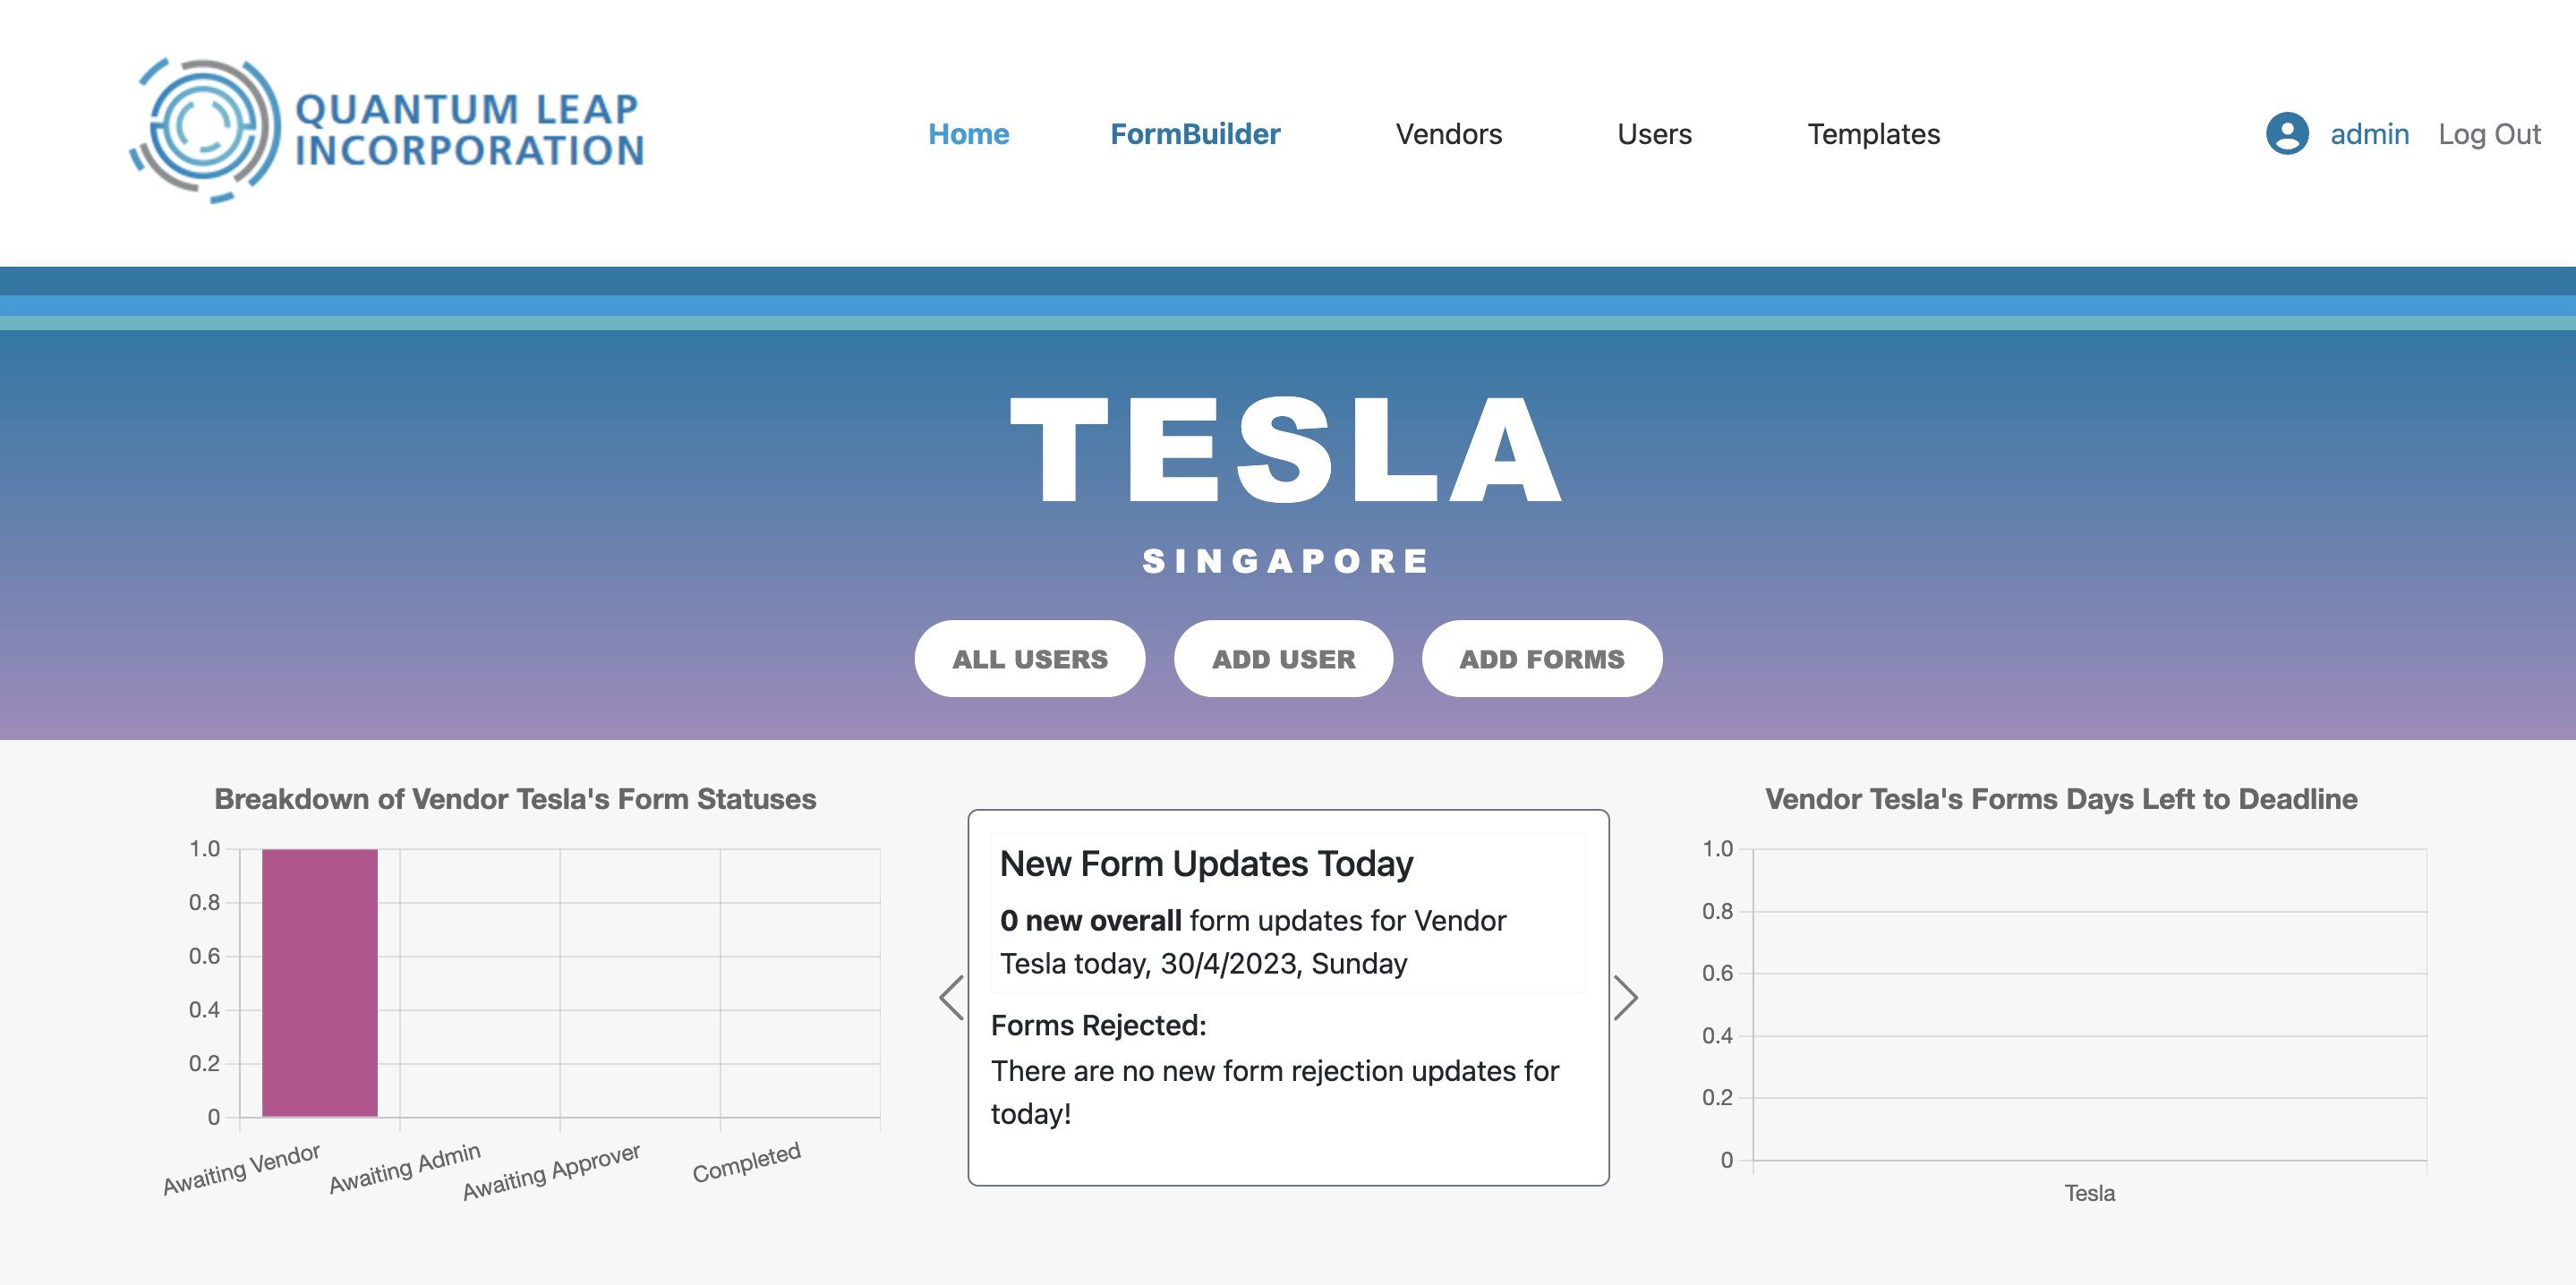 QUANTUM LEAP
INCORPORATION
Home
FormBuilder
Vendors
Users
Templates
admin
Log Out
TESLA
SINGAPORE
ALL USERS
ADD USER
ADD FORMS
Breakdown of Vendor Tesla's Form Statuses
1.0
0.8
0.6
0.4
0.2
0
Awaiting Vendor
Awaiting Admin
Awaiting Approver
Completed
New Form Updates Today
0 new overall form updates for Vendor
Tesla today, 30/4/2023, Sunday
Forms Rejected:
There are no new form rejection updates for
today!
Vendor Tesla's Forms Days Left to Deadline
1.0
0.8
0.6
0.4
0.2
0
Tesla